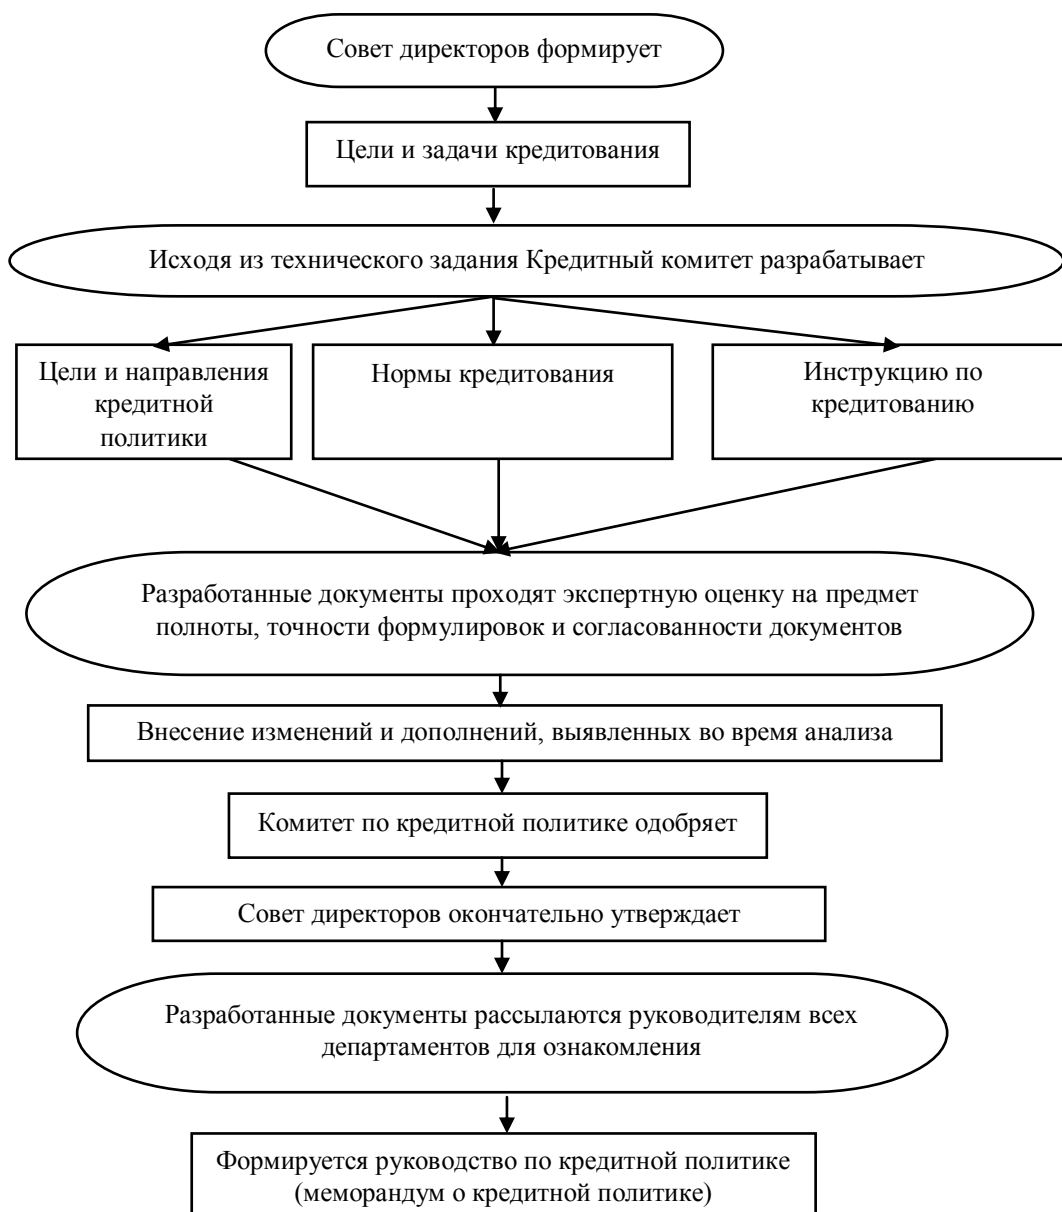 Совет директоров формирует
Цели и задачи кредитования
Исходя из технического задания Кредитный комитет разрабатывает
Цели и направления
кредитной
политики
Нормы кредитования
Инструкцию по
кредитованию
Разработанные документы проходят экспертную оценку на предмет
полноты, точности формулировок и согласованности документов
Внесение изменений и дополнений, выявленных во время анализа
Комитет по кредитной политике одобряет
Совет директоров окончательно утверждает
Разработанные документы рассылаются руководителям всех
департаментов для ознакомления
Формируется руководство по кредитной политике
(меморандум о кредитной политике)